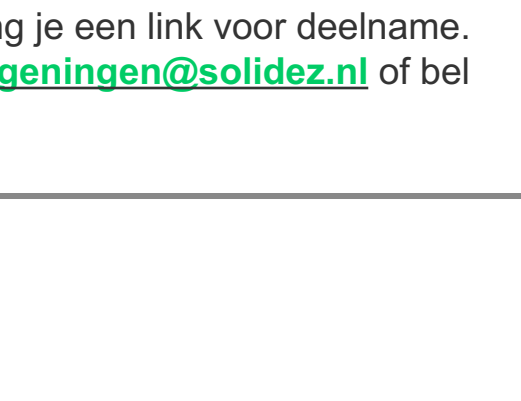 ng je een link voor deelname.
geningen@solidez.nl of bel